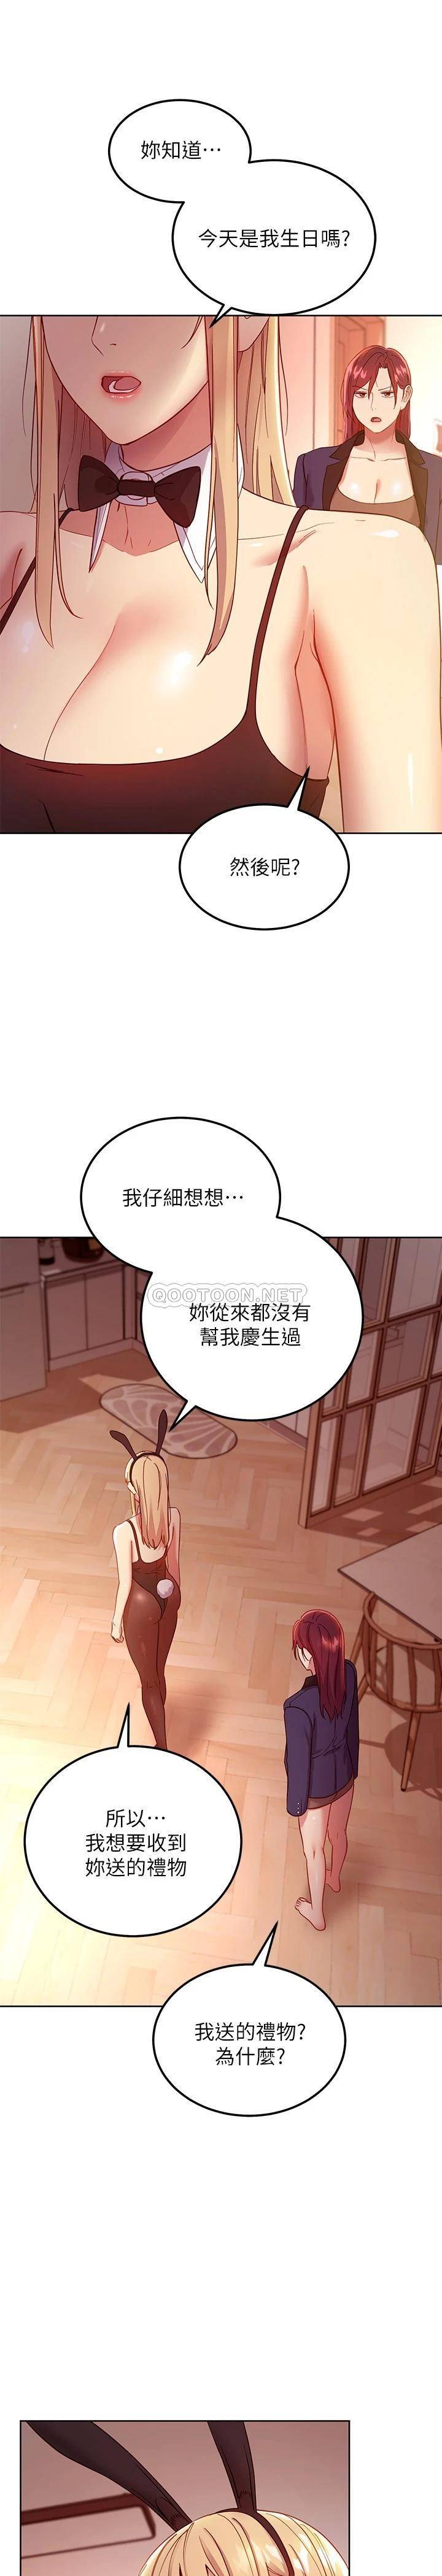 妳知道⋯
今天是我生日嗎?
然後呢?
我仔細想想⋯
QOOTOON.NET
妳從來都沒有
幫我慶生過
所以⋯
我想要收到
妳送的禮物
我送的禮物?
為什麼?